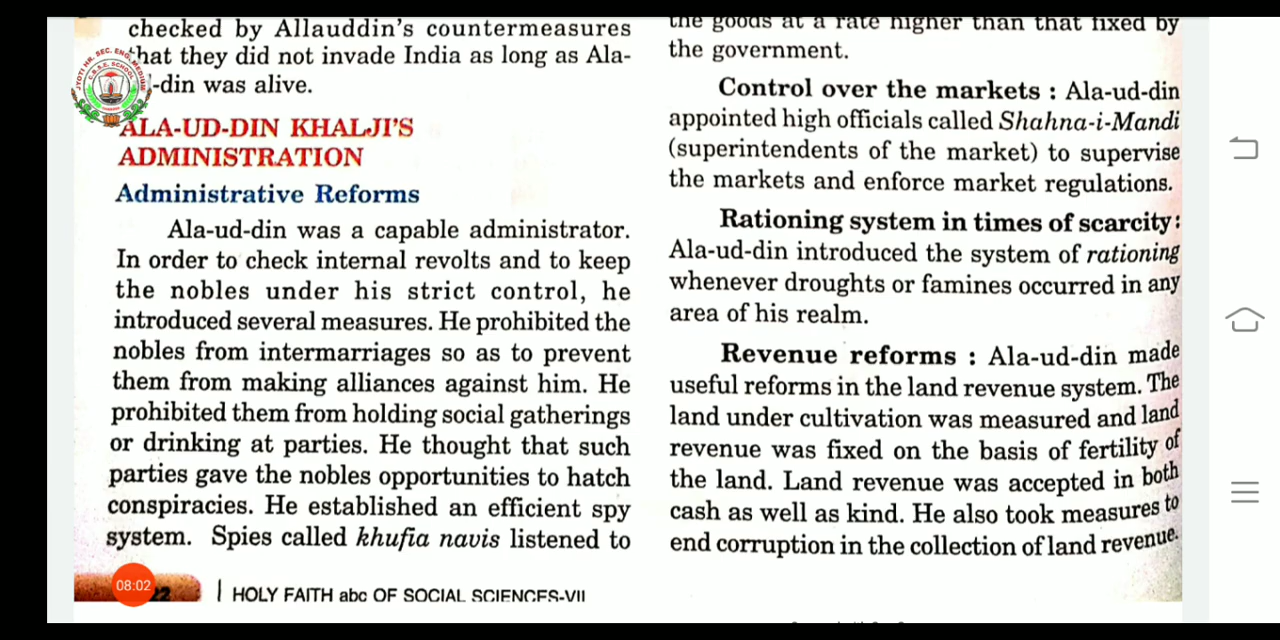 checked by Allauddin's countermeasures
that they did not invade India as long as Ala-
-din was alive.
ALA-UD-DIN KHALJI'S
ADMINISTRATION
Administrative Reforms
Ala-ud-din was a capable administrator.
In order to check internal revolts and to keep
the nobles under his strict control, he
introduced several measures. He prohibited the
nobles from intermarriages so as to prevent
them from making alliances against him. He
prohibited them from holding social gatherings
or drinking at parties. He thought that such
parties gave the nobles opportunities to hatch
conspiracies. He established an efficient spy
system. Spies called khufia navis listened to
08:02
22 | HOLY FAITH abc OF SOCIAL SCIENCES-VII
the goods at a rate higher than that fixed by
the government.
Control over the markets : Ala-ud-din
appointed high officials called Shahna-i-Mandi
(superintendents of the market) to supervise
the markets and enforce market regulations.
Rationing system in times of scarcity:
Ala-ud-din introduced the system of rationing
whenever droughts or famines occurred in any
area of his realm.
Revenue reforms : Ala-ud-din made
useful reforms in the land revenue system. The
land under cultivation was measured and land
revenue was fixed on the basis of fertility of
the land. Land revenue was accepted in both
cash as well as kind. He also took measures to
end corruption in the collection of land revenue.
JYOTI HR. SEC. ENG. MEDIUM
C.B.S.E. SCHOOL